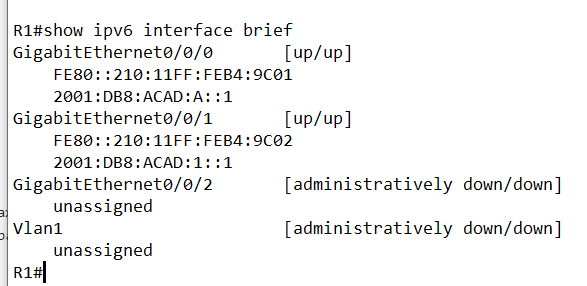 R1#show ipv6 interface brief
GigabitEthernet0/0/0 [up/up]
FE80::210:11FF:FEB4:9C01
2001:DB8:ACAD:A::1
GigabitEthernet0/0/1 [up/up]
FE80::210:11FF:FEB4:9C02
2001:DB8:ACAD:1::1
GigabitEthernet0/0/2 [administratively down/down]
unassigned
Vlan1 [administratively down/down]
unassigned
R1#